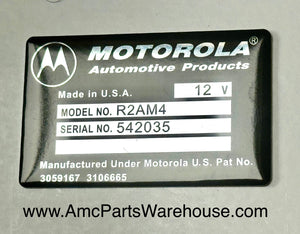 MOTOROLA®
Automotive Products
Made in U.S.A. 12 V
MODEL NO. R2AM4
SERIAL NO. 542035
Manufactured Under Motorola U.S. Pat No.
3059167 3106665
www.AmcPartsWarehouse.com